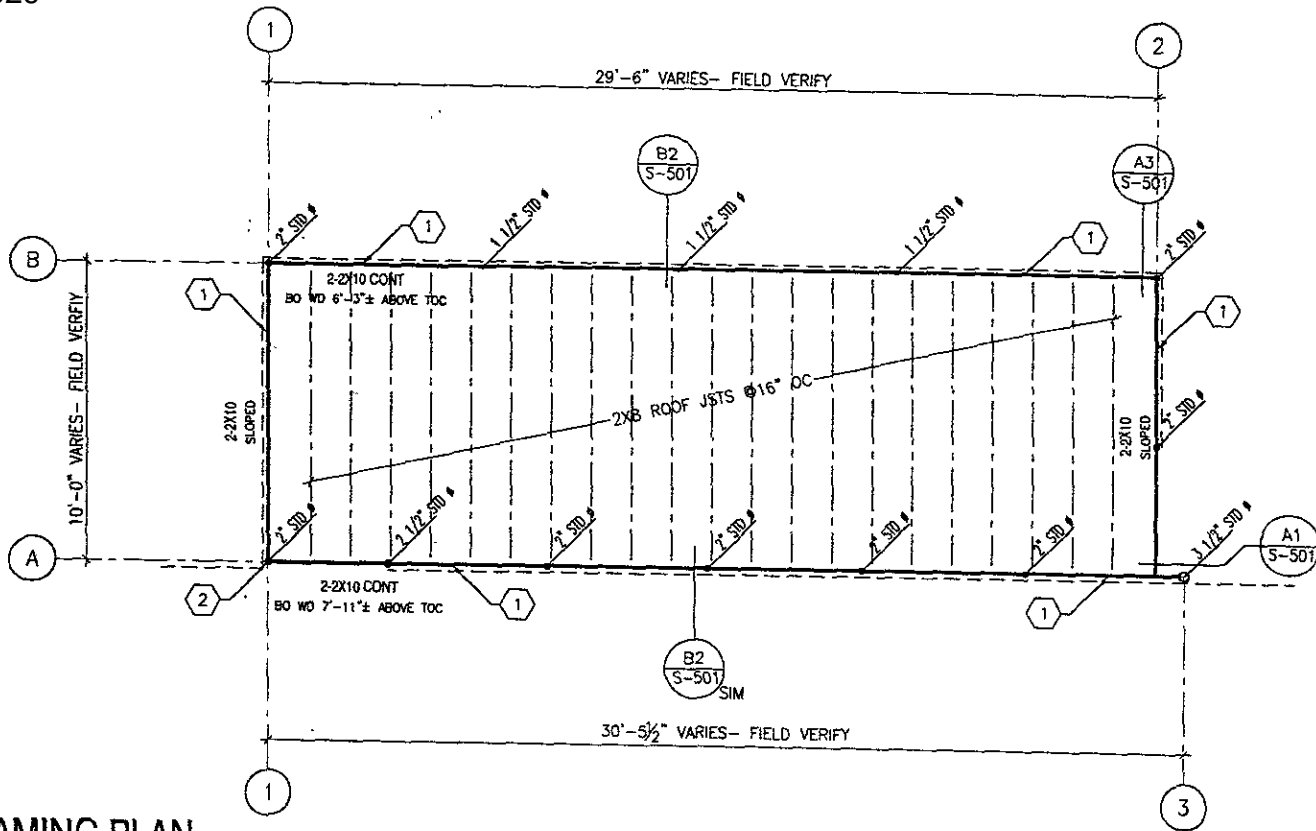 1
2
29'-6" VARIES- FIELD VERIFY
B2
S-501
A3
S-501
2" STD ø
1
1 1/2" STD ø
1 1/2" STD ø
1 1/2" STD ø
1
2" STD ø
B
2-2X10 CONT
BO WD 6'-3"± ABOVE TOC
1
1
10'-0" VARIES- FIELD VERFIY
2-2X10
SLOPED
2X8 ROOF JSTS @16" OC
2-2X10
SLOPED
2" STD ø
A
2" STD ø
2 1/2" STD ø
2" STD ø
2" STD ø
2" STD ø
2" STD ø
3 1/2" STD ø
A1
S-501
2
2-2X10 CONT
BO WD 7'-11"± ABOVE TOC
1
1
B2
S-501
SIM
30'-5½" VARIES- FIELD VERIFY
1
3